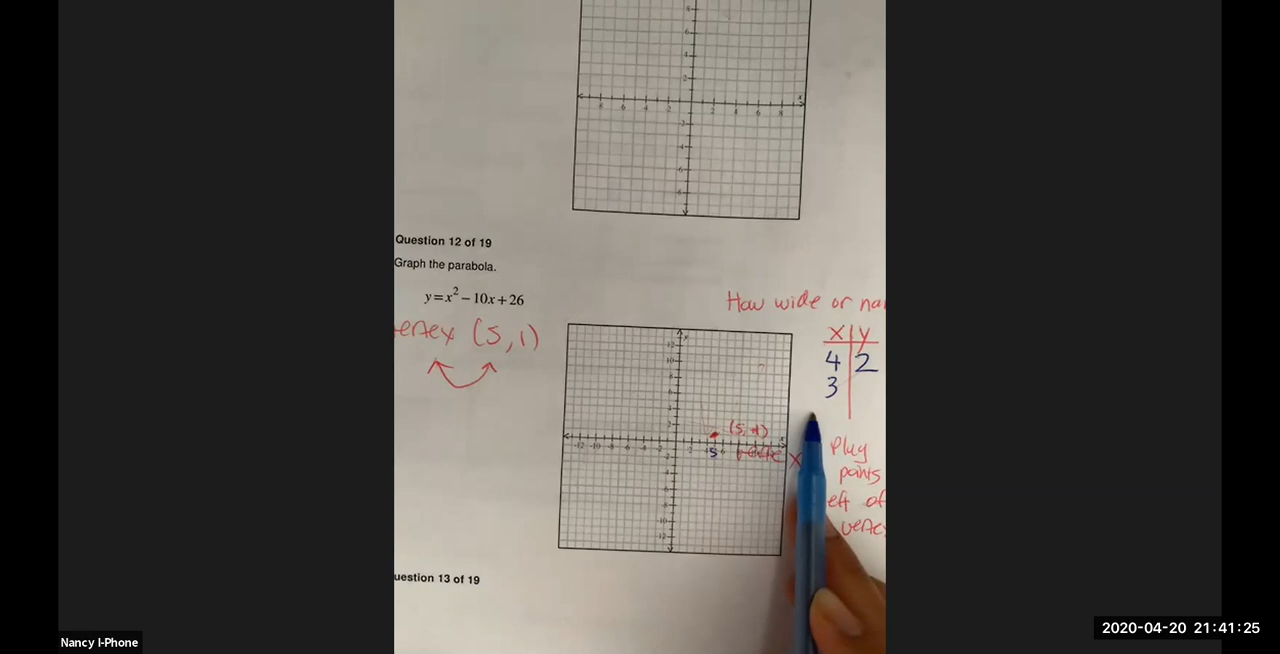 Question 12 of 19
Graph the parabola.
y=x² – 10x+26
ertex (5,1)
How wide or na
X | Y
4 | 2
3
(5, 1)
5
Plug
points
eft of
verte
uestion 13 of 19
Nancy I-Phone
2020-04-20 21:41:25